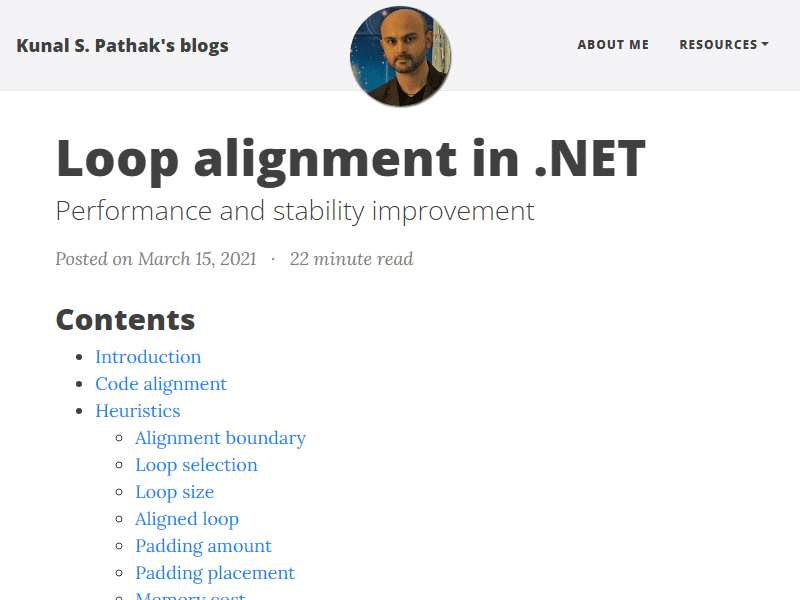 Kunal S. Pathak's blogs
ABOUT ME
RESOURCES
Loop alignment in .NET
Performance and stability improvement
Posted on March 15, 2021 · 22 minute read
Contents
Introduction
Code alignment
Heuristics
Alignment boundary
Loop selection
Loop size
Aligned loop
Padding amount
Padding placement
Memory cost